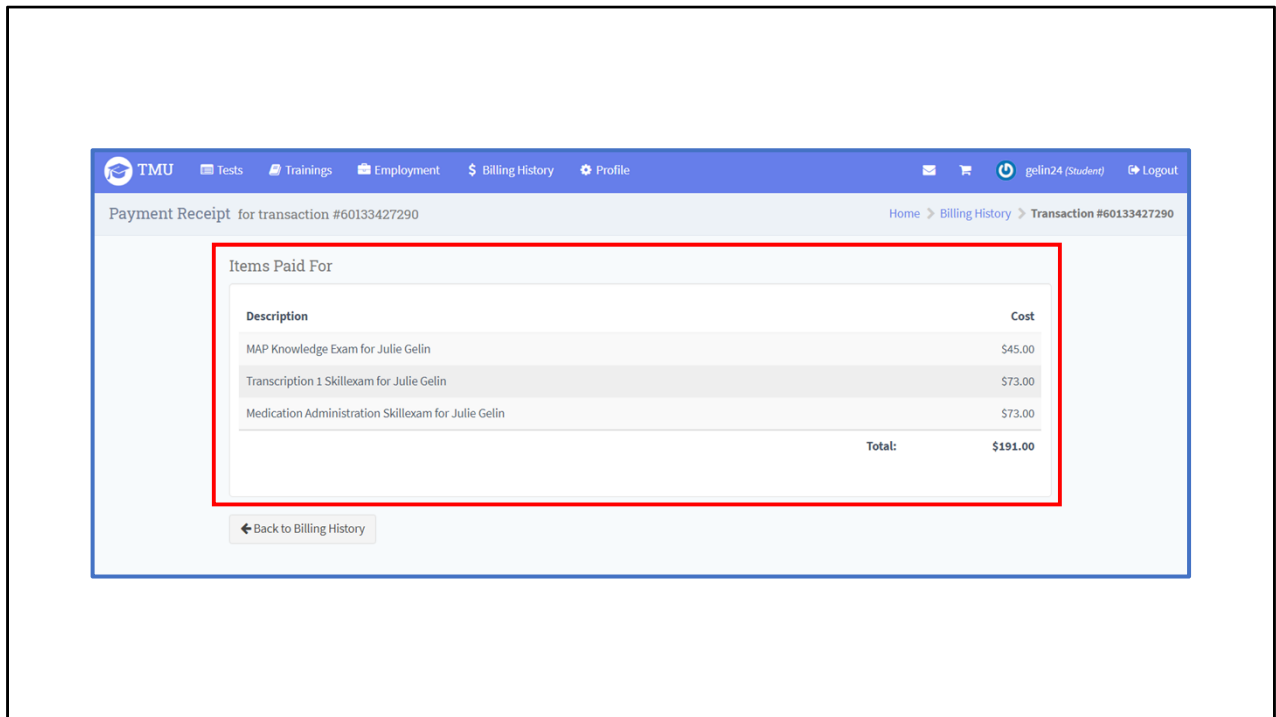 TMU Tests Trainings Employment $ Billing History Profile gelin24 (Student) Logout
Payment Receipt for transaction #60133427290 Home > Billing History > Transaction #60133427290
Items Paid For
Description Cost
MAP Knowledge Exam for Julie Gelin $45.00
Transcription 1 Skillexam for Julie Gelin $73.00
Medication Administration Skillexam for Julie Gelin $73.00
Total: $191.00
Back to Billing History